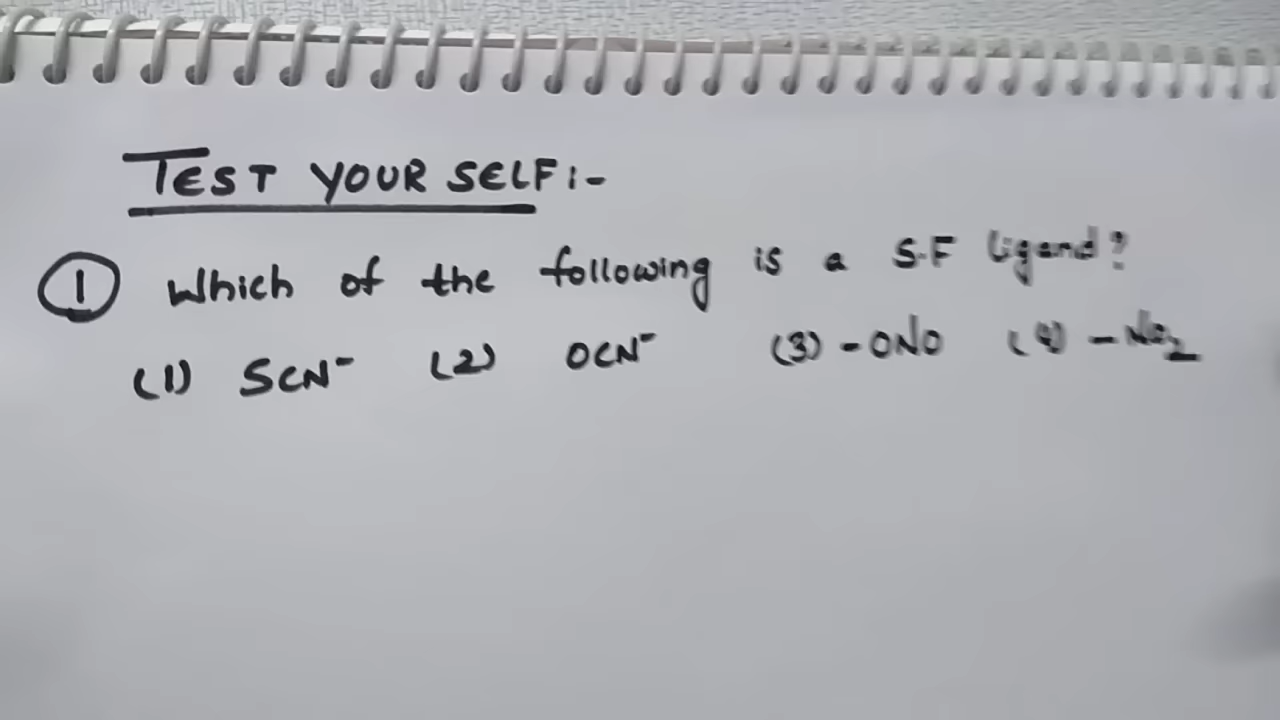 TEST YOUR SELF:-
① Which of the following is a S.F ligand?
(1) SCN⁻ (2) OCN⁻ (3) -ONO (4) -NO₂